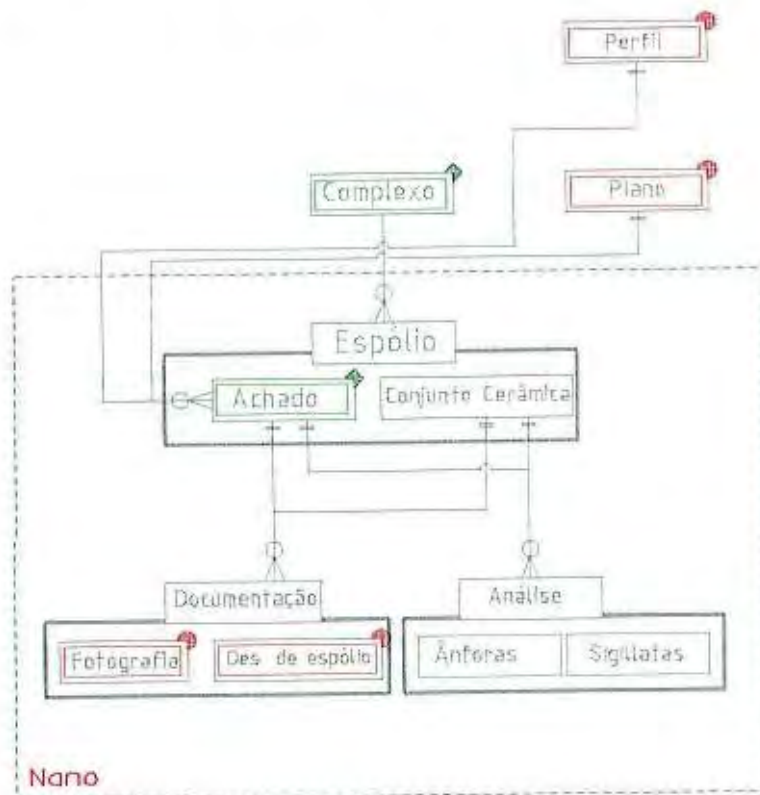 Perfil
Complexo
Plano
Espólio
Achado
Conjunto Cerâmica
Documentação
Análise
Fotografia
Des. de espólio
Ânforas
Sigillatas
Nano